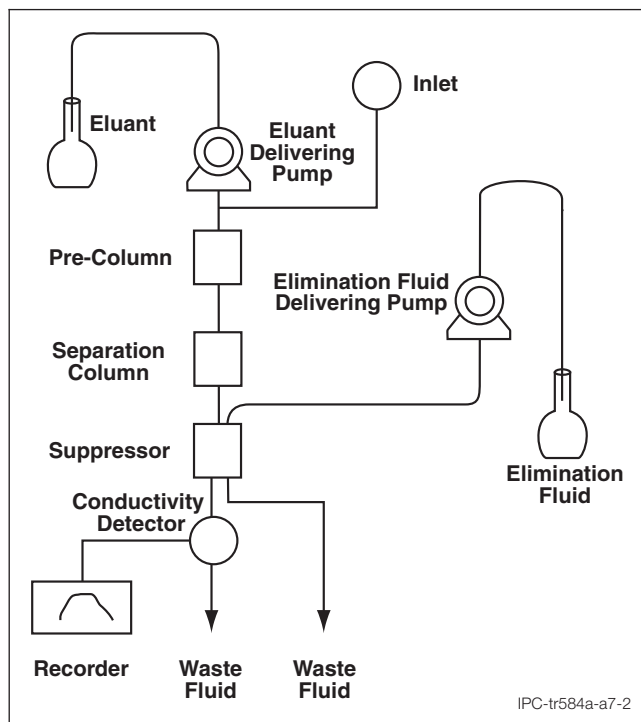 Inlet
Eluant
Eluant
Delivering
Pump
Pre-Column
Elimination Fluid
Delivering Pump
Separation
Column
Suppressor
Elimination
Fluid
Conductivity
Detector
Recorder
Waste
Fluid
Waste
Fluid
IPC-tr584a-a7-2